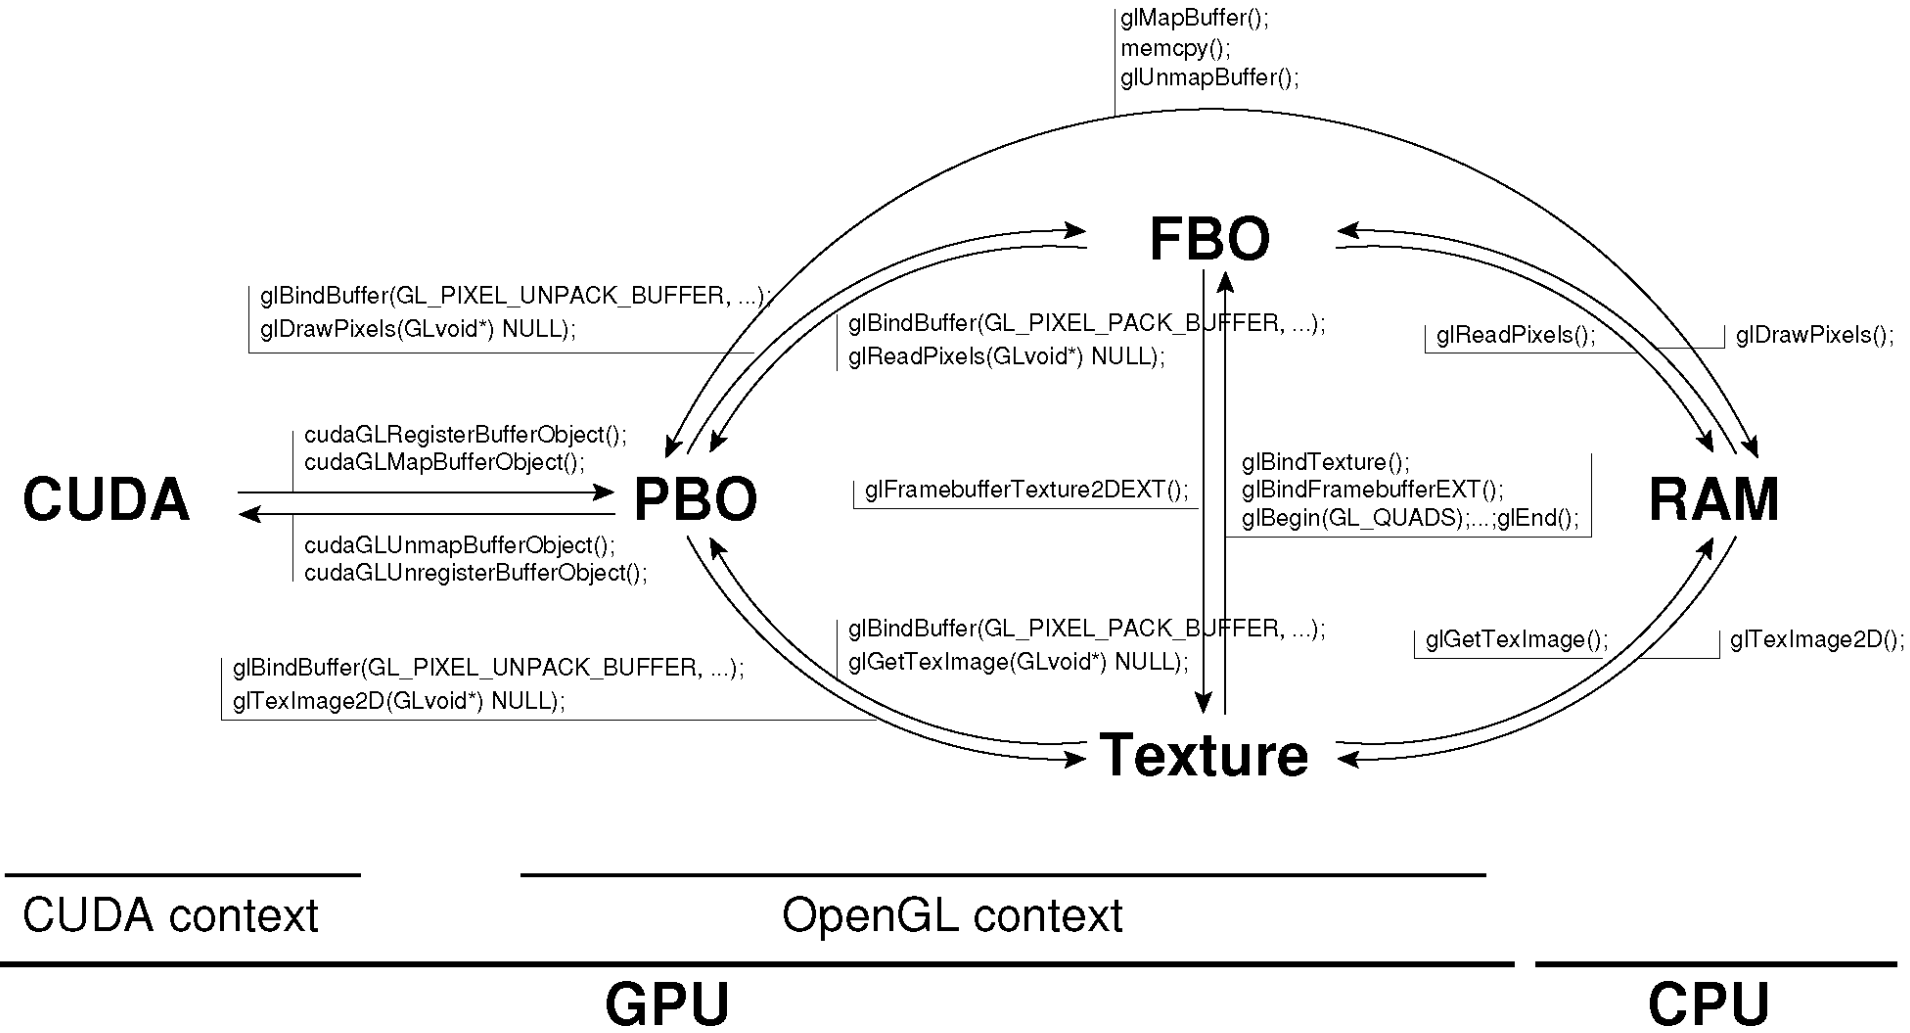 glMapBuffer();
memcpy();
glUnmapBuffer();
FBO
glBindBuffer(GL_PIXEL_UNPACK_BUFFER, ...);
glDrawPixels(GLvoid*) NULL);
glBindBuffer(GL_PIXEL_PACK_BUFFER, ...);
glReadPixels(GLvoid*) NULL);
glReadPixels();
glDrawPixels();
cudaGLRegisterBufferObject();
cudaGLMapBufferObject();
CUDA
PBO
glFramebufferTexture2DEXT();
glBindTexture();
glBindFramebufferEXT();
glBegin(GL_QUADS);...;glEnd();
RAM
cudaGLUnmapBufferObject();
cudaGLUnregisterBufferObject();
glBindBuffer(GL_PIXEL_UNPACK_BUFFER, ...);
glTexImage2D(GLvoid*) NULL);
glBindBuffer(GL_PIXEL_PACK_BUFFER, ...);
glGetTexImage(GLvoid*) NULL);
glGetTexImage();
glTexImage2D();
Texture
CUDA context
OpenGL context
GPU
CPU